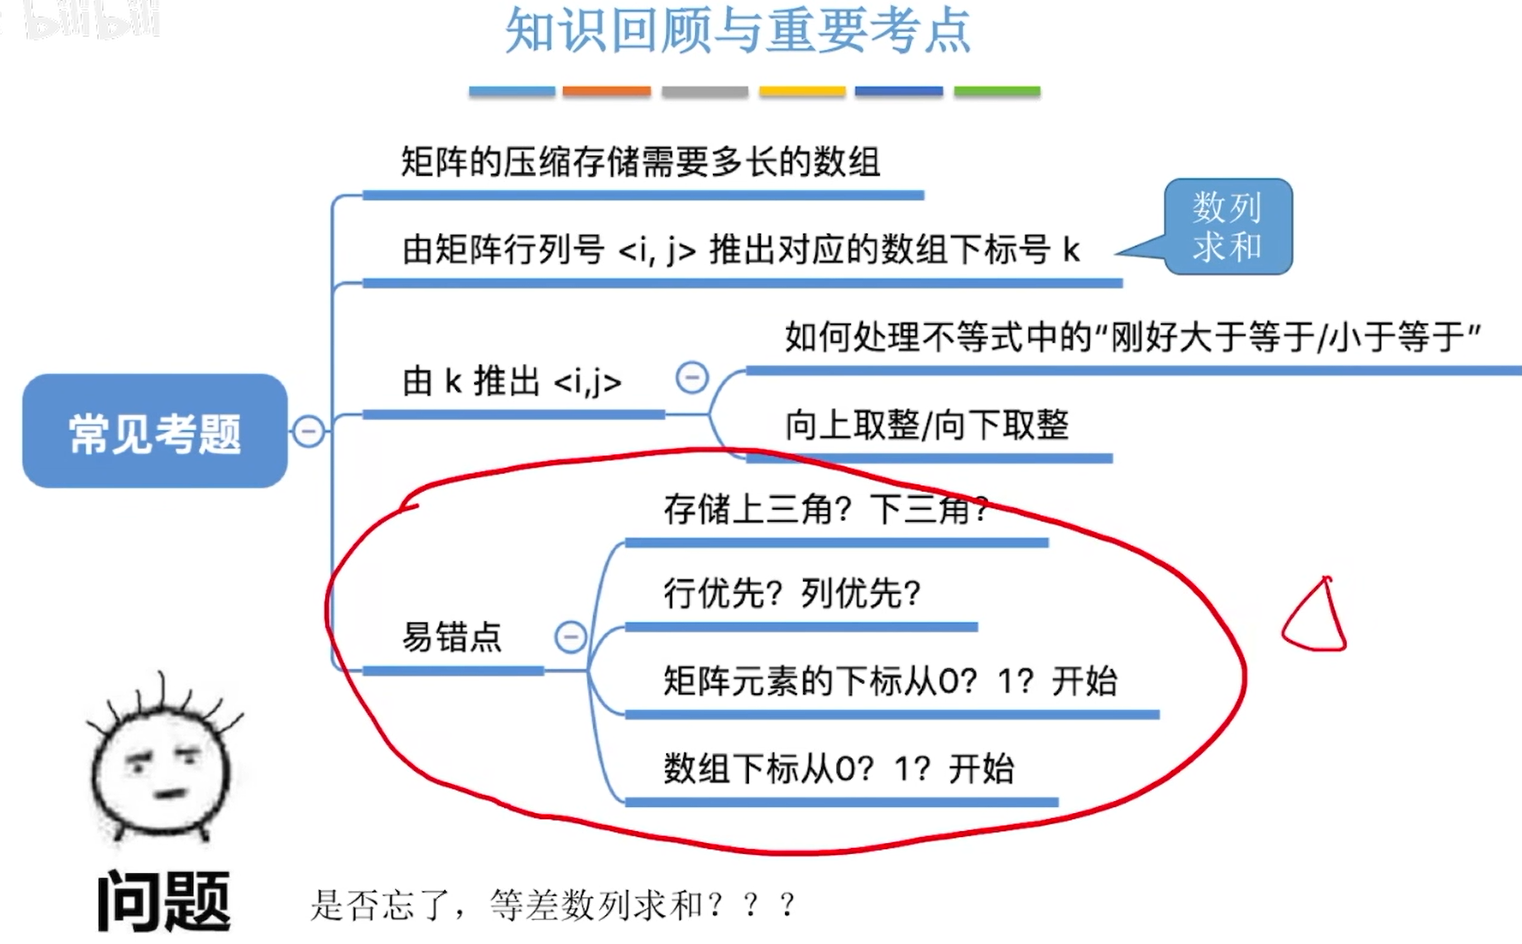 bilibili
知识回顾与重要考点
矩阵的压缩存储需要多长的数组
由矩阵行列号 <i, j> 推出对应的数组下标号 k
数列
求和
如何处理不等式中的“刚好大于等于/小于等于”
由 k 推出 <i,j>
向上取整/向下取整
常见考题
存储上三角？下三角？
行优先？列优先？
易错点
矩阵元素的下标从0？1？开始
数组下标从0？1？开始
问题
是否忘了，等差数列求和？？？